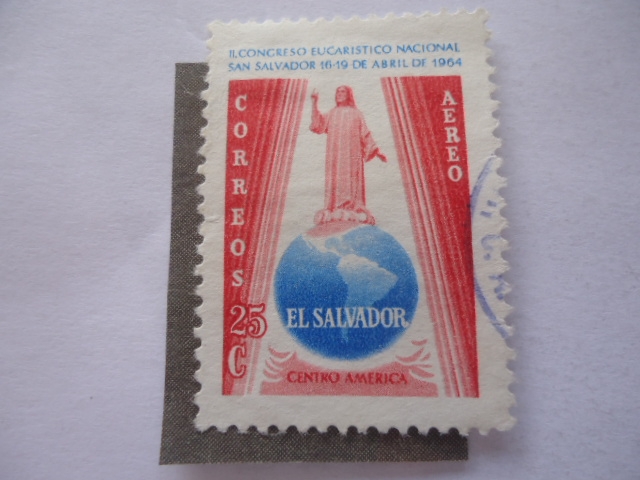 II. CONGRESO EUCARISTICO NACIONAL
SAN SALVADOR 16-19 DE ABRIL DE 1964
CORREOS
AEREO
25 C
EL SALVADOR
CENTRO AMERICA